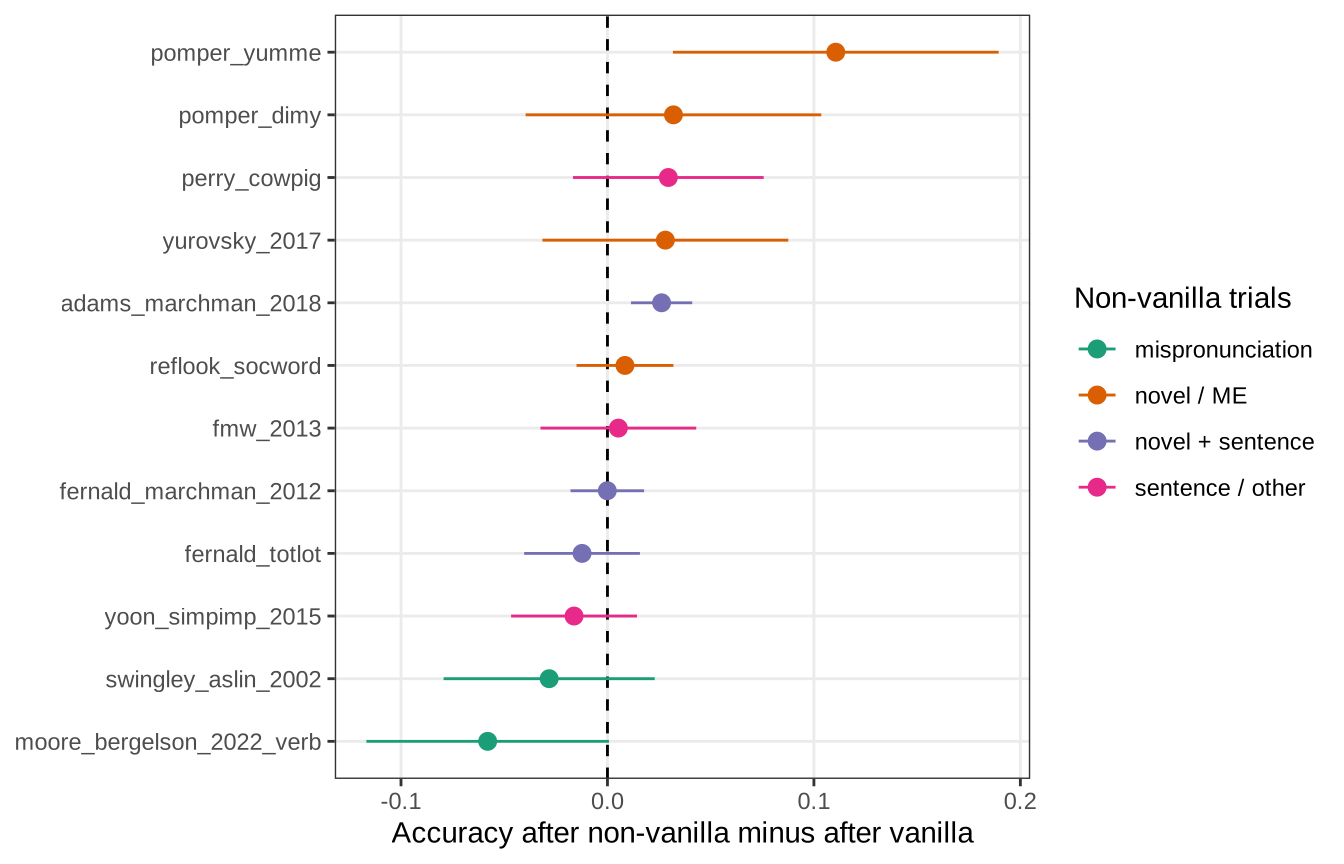 pomper_yumme
pomper_dimy
perry_cowpig
yurovsky_2017
adams_marchman_2018
reflook_socword
fmw_2013
fernald_marchman_2012
fernald_totlot
yoon_simpimp_2015
swingley_aslin_2002
moore_bergelson_2022_verb
-0.1 0.0 0.1 0.2
Accuracy after non-vanilla minus after vanilla
Non-vanilla trials
mispronunciation
novel / ME
novel + sentence
sentence / other